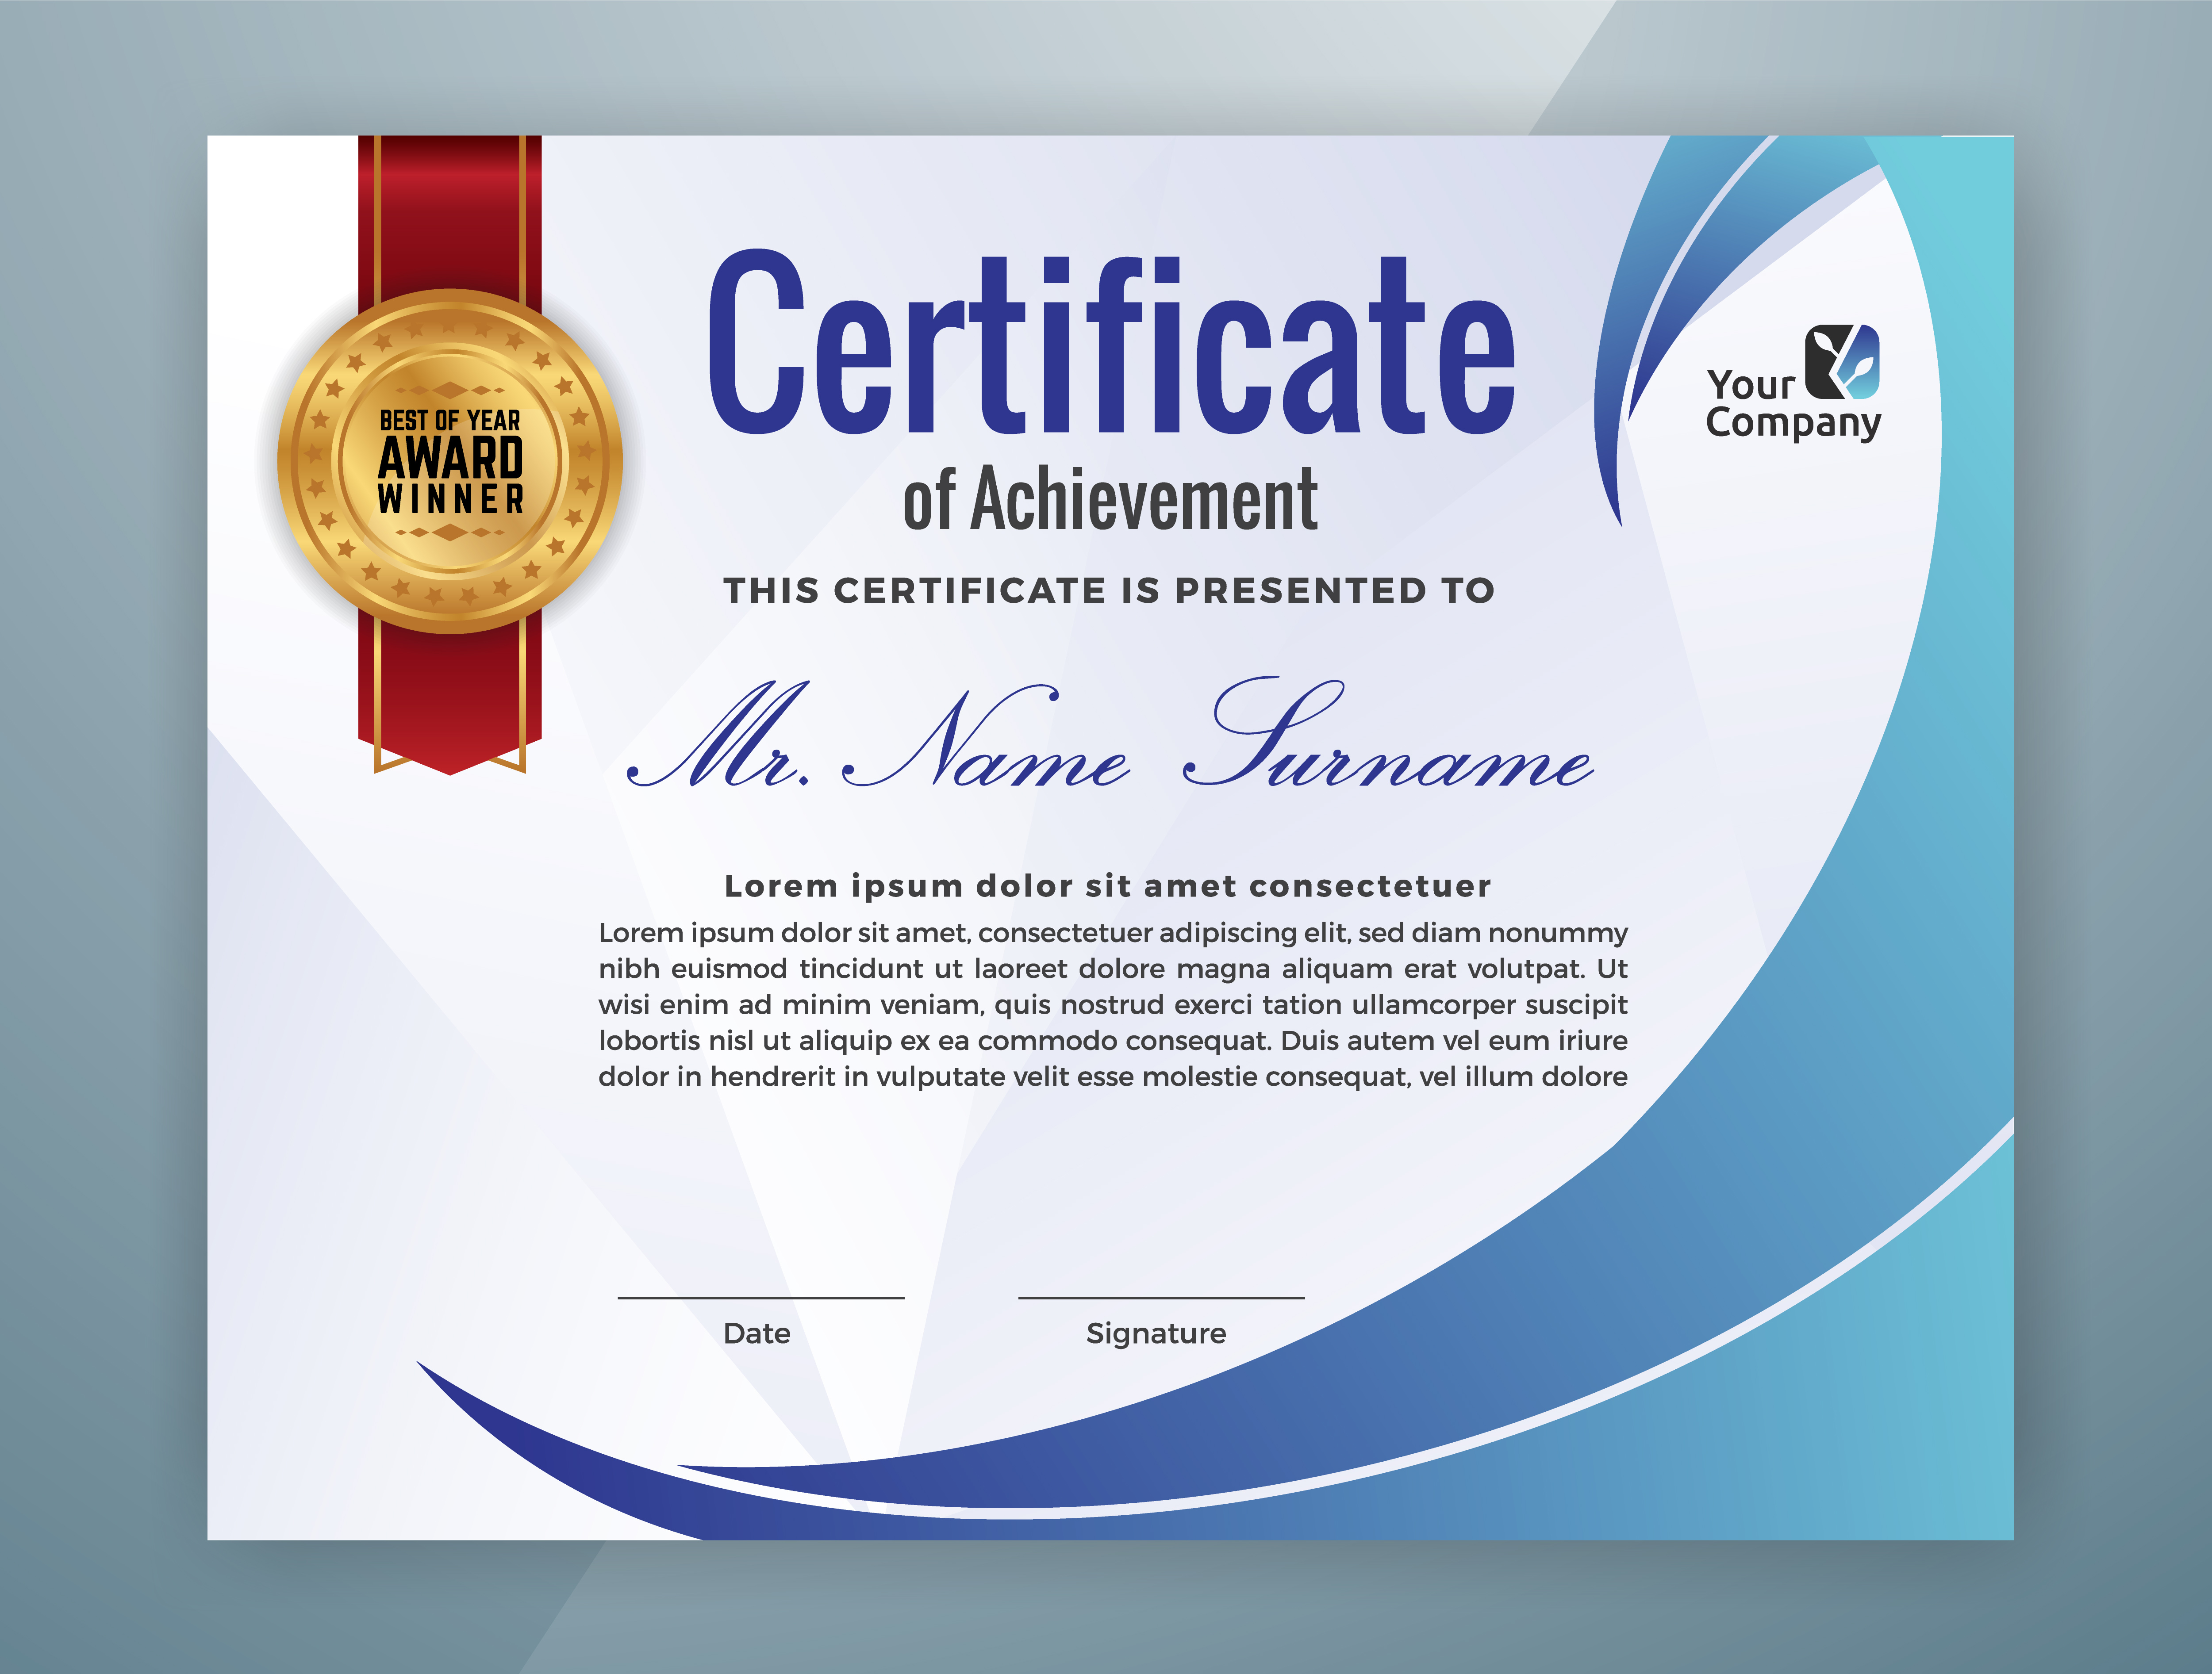 Certificate
of Achievement
THIS CERTIFICATE IS PRESENTED TO
Mr. Name Surname
BEST OF YEAR
AWARD
WINNER
Your
Company
Lorem ipsum dolor sit amet consectetuer
Lorem ipsum dolor sit amet, consectetuer adipiscing elit, sed diam nonummy
nibh euismod tincidunt ut laoreet dolore magna aliquam erat volutpat. Ut
wisi enim ad minim veniam, quis nostrud exerci tation ullamcorper suscipit
lobortis nisl ut aliquip ex ea commodo consequat. Duis autem vel eum iriure
dolor in hendrerit in vulputate velit esse molestie consequat, vel illum dolore
Date
Signature